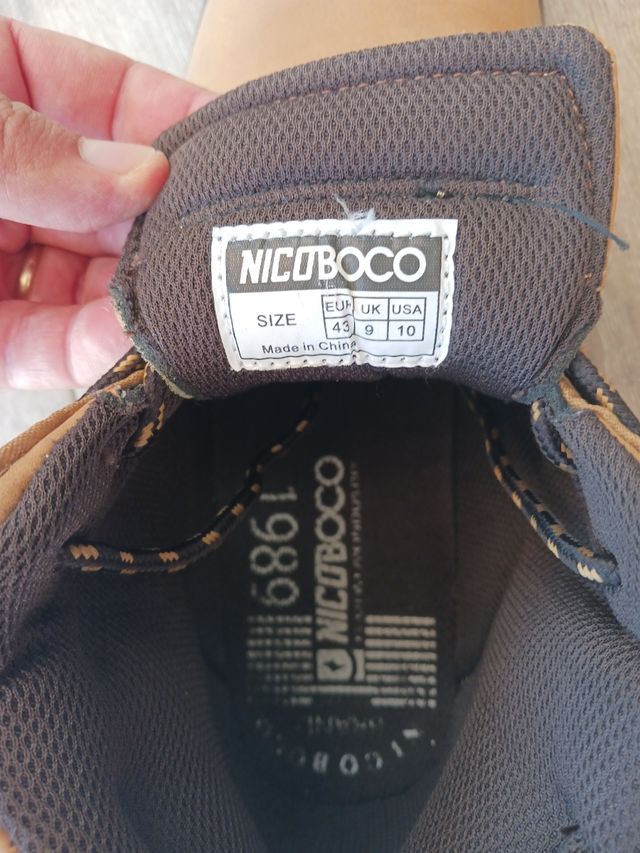 NICOBOCO
SIZE
EUR UK USA
43 9 10
Made in China
1989
NICOBOCO
NICOBOCO